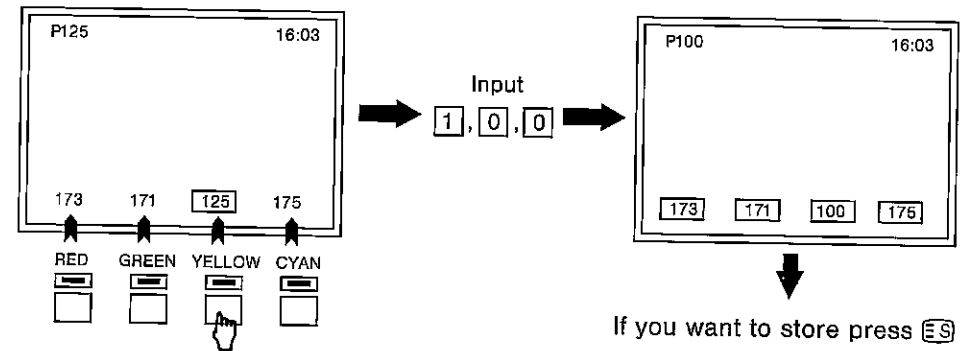 P125 16:03
173 171 125 175
RED GREEN YELLOW CYAN
Input
1, 0, 0
P100 16:03
173 171 100 175
If you want to store press ☰S